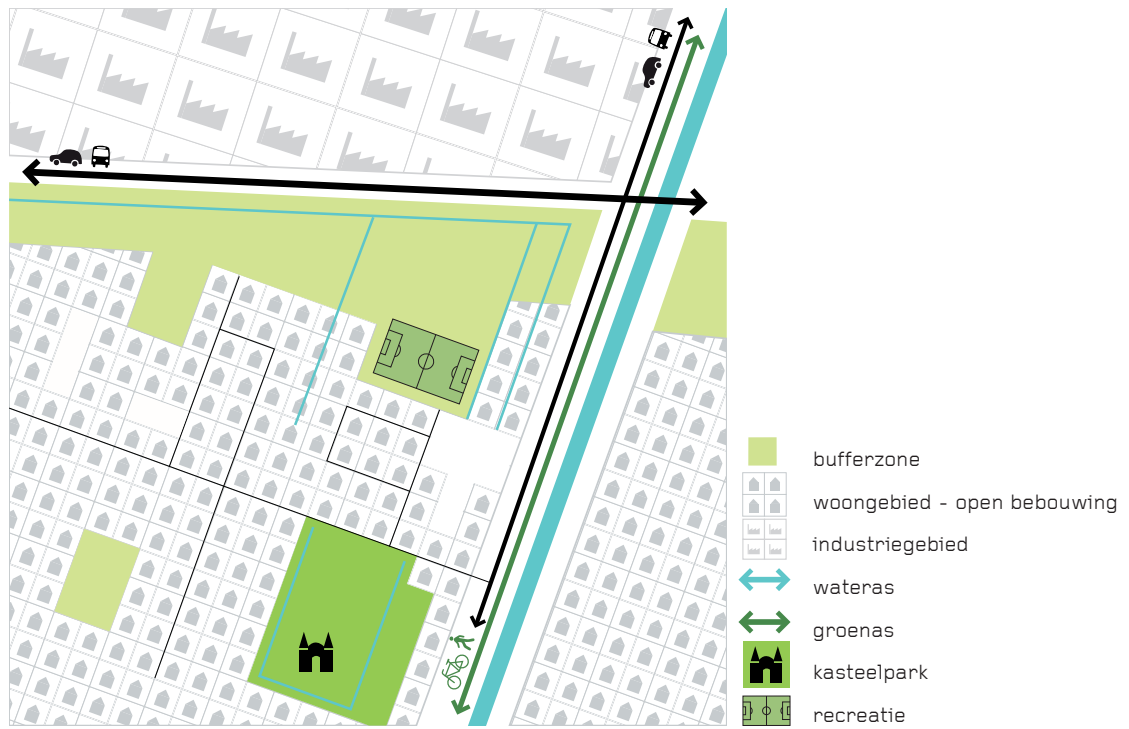 bufferzone
woongebied - open bebouwing
industriegebied
wateras
groenas
kasteelpark
recreatie